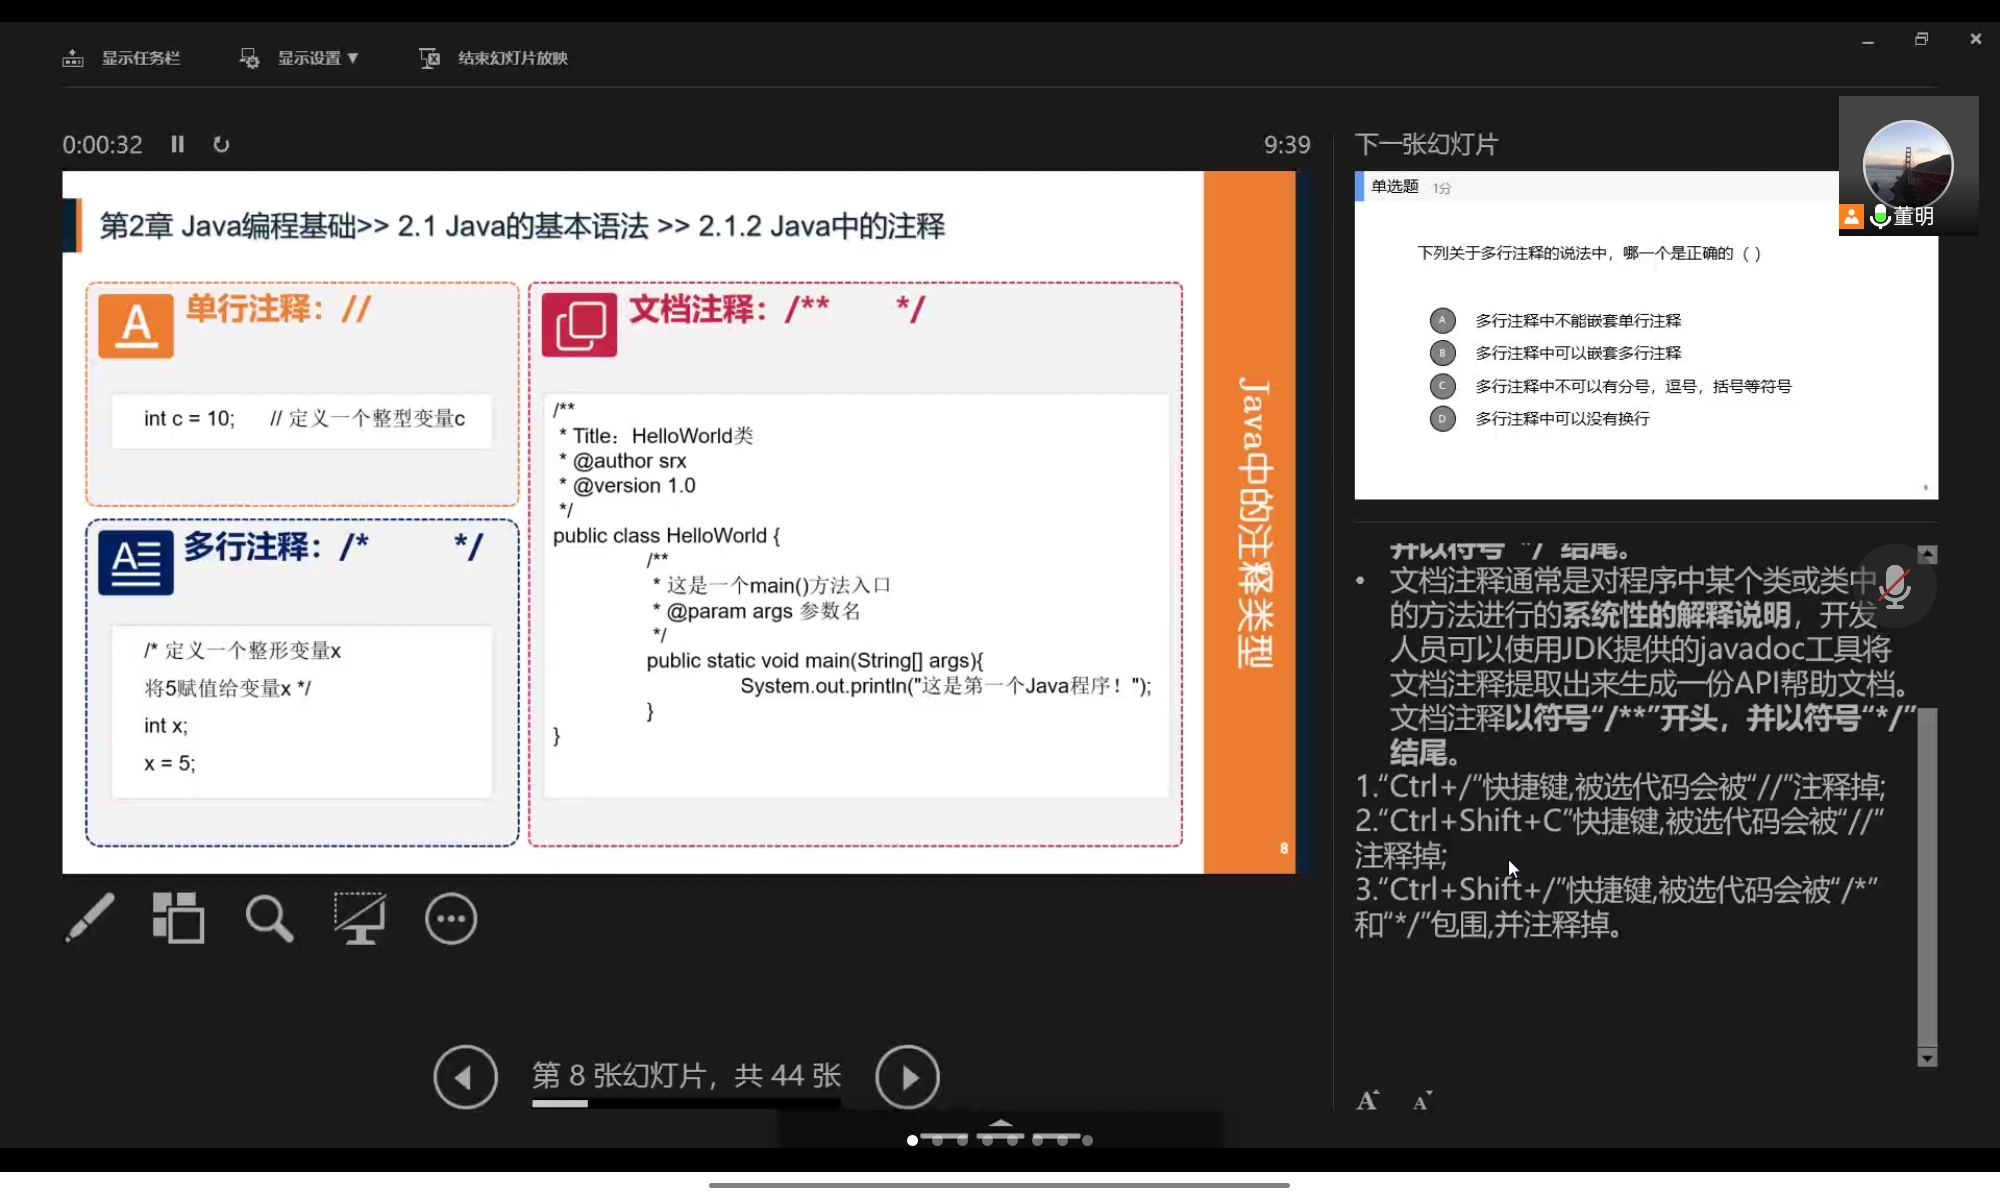 显示任务栏
显示设置 ▼
结束幻灯片放映
0:00:32
9:39
第2章 Java编程基础>> 2.1 Java的基本语法 >> 2.1.2 Java中的注释
A
单行注释：//
int c = 10; // 定义一个整型变量c
A
多行注释：/* */
/* 定义一个整形变量x
将5赋值给变量x */
int x;
x = 5;
文档注释：/** */
/**
* Title：HelloWorld类
* @author srx
* @version 1.0
*/
public class HelloWorld {
/**
* 这是一个main()方法入口
* @param args 参数名
*/
public static void main(String[] args){
System.out.println("这是第一个Java程序！");
}
}
Java中的注释类型
8
第 8 张幻灯片，共 44 张
下一张幻灯片
董明
单选题 1分
下列关于多行注释的说法中，哪一个是正确的（ ）
A 多行注释中不能嵌套单行注释
B 多行注释中可以嵌套多行注释
C 多行注释中不可以有分号，逗号，括号等符号
D 多行注释中可以没有换行
并以符号“*/”结尾。
• 文档注释通常是对程序中某个类或类中
的方法进行的系统性的解释说明，开发
人员可以使用JDK提供的javadoc工具将
文档注释提取出来生成一份API帮助文档。
文档注释以符号“/**”开头，并以符号“*/”
结尾。
1.“Ctrl+/”快捷键,被选代码会被“//”注释掉;
2.“Ctrl+Shift+C”快捷键,被选代码会被“//”
注释掉;
3.“Ctrl+Shift+/”快捷键,被选代码会被“/*”
和“*/”包围,并注释掉。
A A